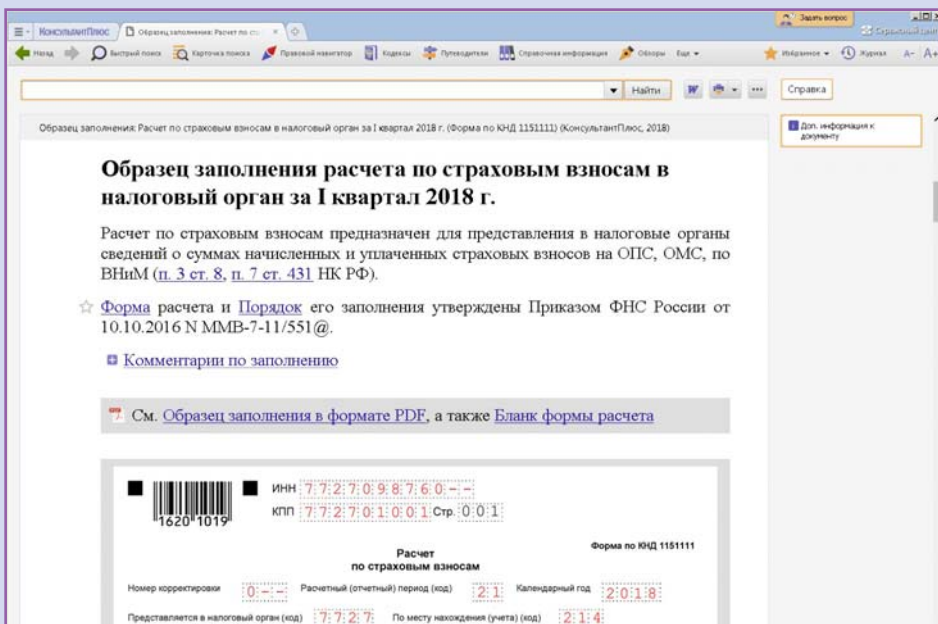 Задать вопрос
КонсультантПлюс
Образец заполнения: Расчет по ст
Сервисный центр
Назад Быстрый поиск Карточка поиска Правовой навигатор Кодексы Путеводители Справочная информация Обзоры Еще Избранное Журнал A- A+
Найти Справка
Образец заполнения: Расчет по страховым взносам в налоговый орган за I квартал 2018 г. (Форма по КНД 1151111) (КонсультантПлюс, 2018)
Доп. информация к
документу
Образец заполнения расчета по страховым взносам в
налоговый орган за I квартал 2018 г.
Расчет по страховым взносам предназначен для представления в налоговые органы
сведений о суммах начисленных и уплаченных страховых взносов на ОПС, ОМС, по
ВНиМ (п. 3 ст. 8, п. 7 ст. 431 НК РФ).
Форма расчета и Порядок его заполнения утверждены Приказом ФНС России от
10.10.2016 N ММВ-7-11/551@.
Комментарии по заполнению
См. Образец заполнения в формате PDF, а также Бланк формы расчета
ИНН 7727098760--
1620 1019
КПП 772701001 Стр. 001
Форма по КНД 1151111
Расчет
по страховым взносам
Номер корректировки 0-- Расчетный (отчетный) период (код) 21 Календарный год 2018
Представляется в налоговый орган (код) 7727 По месту нахождения (учета) (код) 214